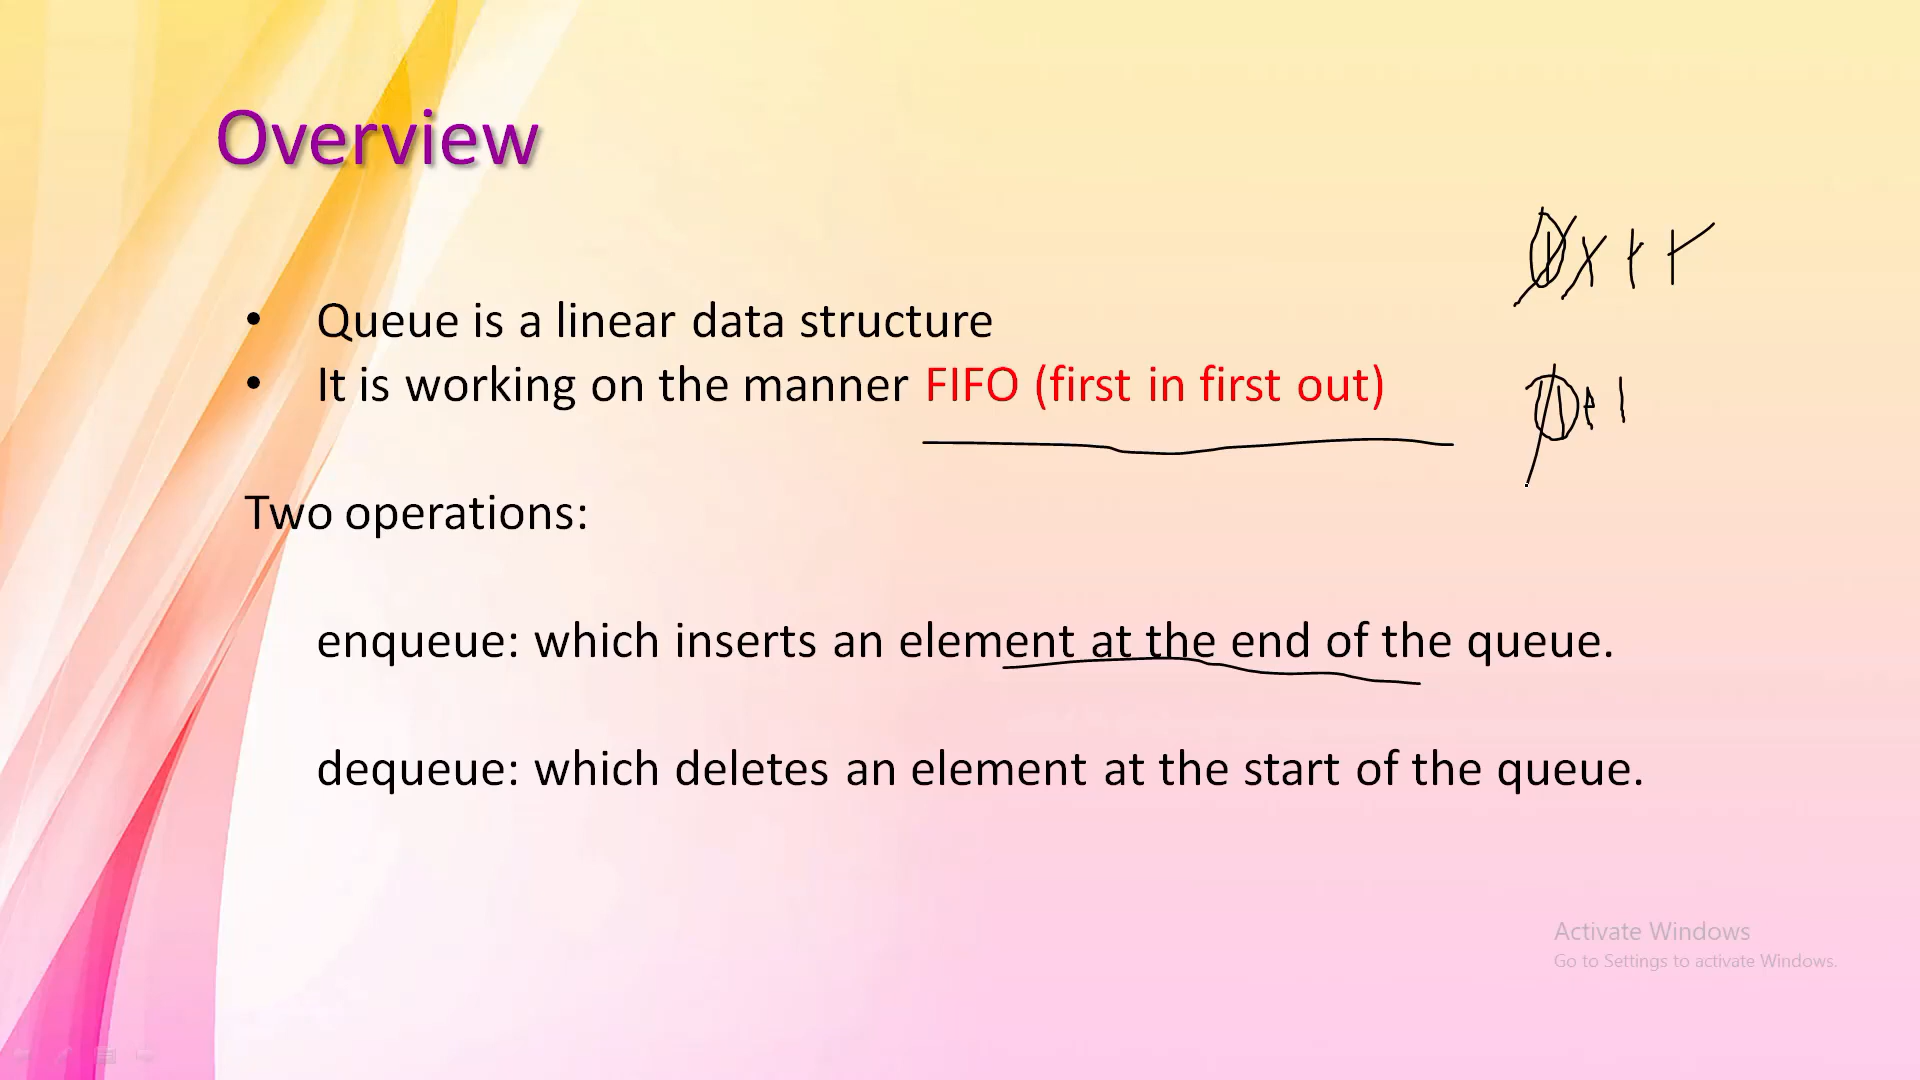 Overview
• Queue is a linear data structure
• It is working on the manner FIFO (first in first out)
Two operations:
enqueue: which inserts an element at the end of the queue.
dequeue: which deletes an element at the start of the queue.
Activate Windows
Go to Settings to activate Windows.